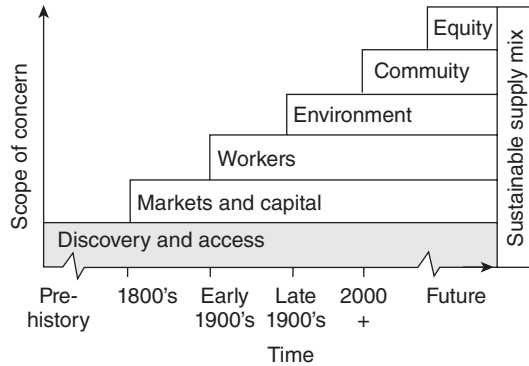 Equity
Commuity
Environment
Workers
Markets and capital
Discovery and access
Scope of concern
Sustainable supply mix
Pre-
history
1800's
Early
1900's
Late
1900's
2000
+
Future
Time